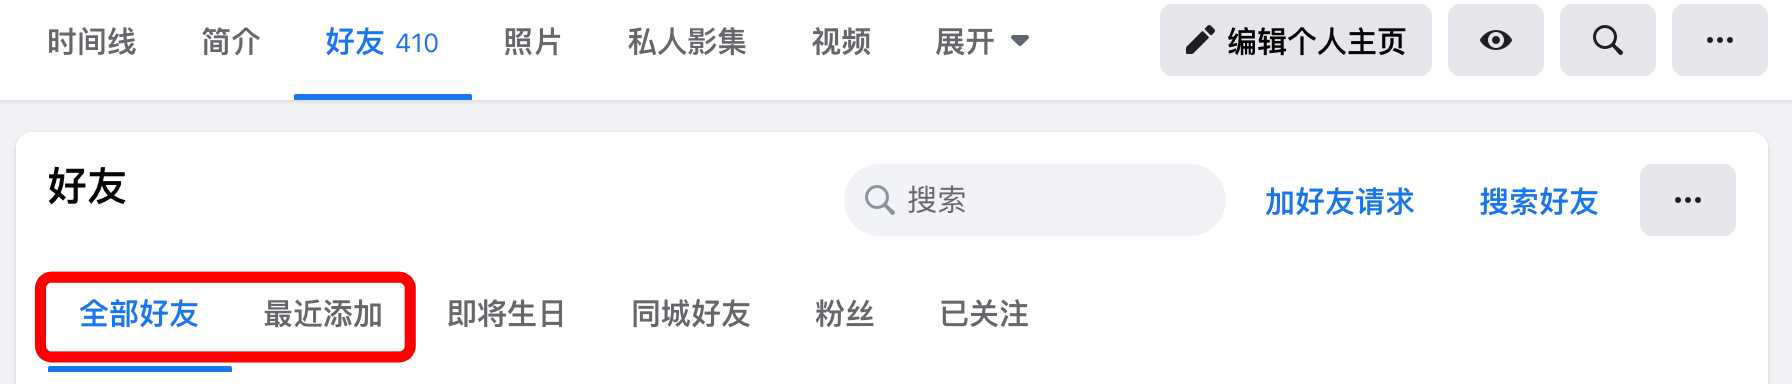 时间线 简介 好友 410 照片 私人影集 视频 展开 编辑个人主页
好友 搜索 加好友请求 搜索好友
全部好友 最近添加 即将生日 同城好友 粉丝 已关注